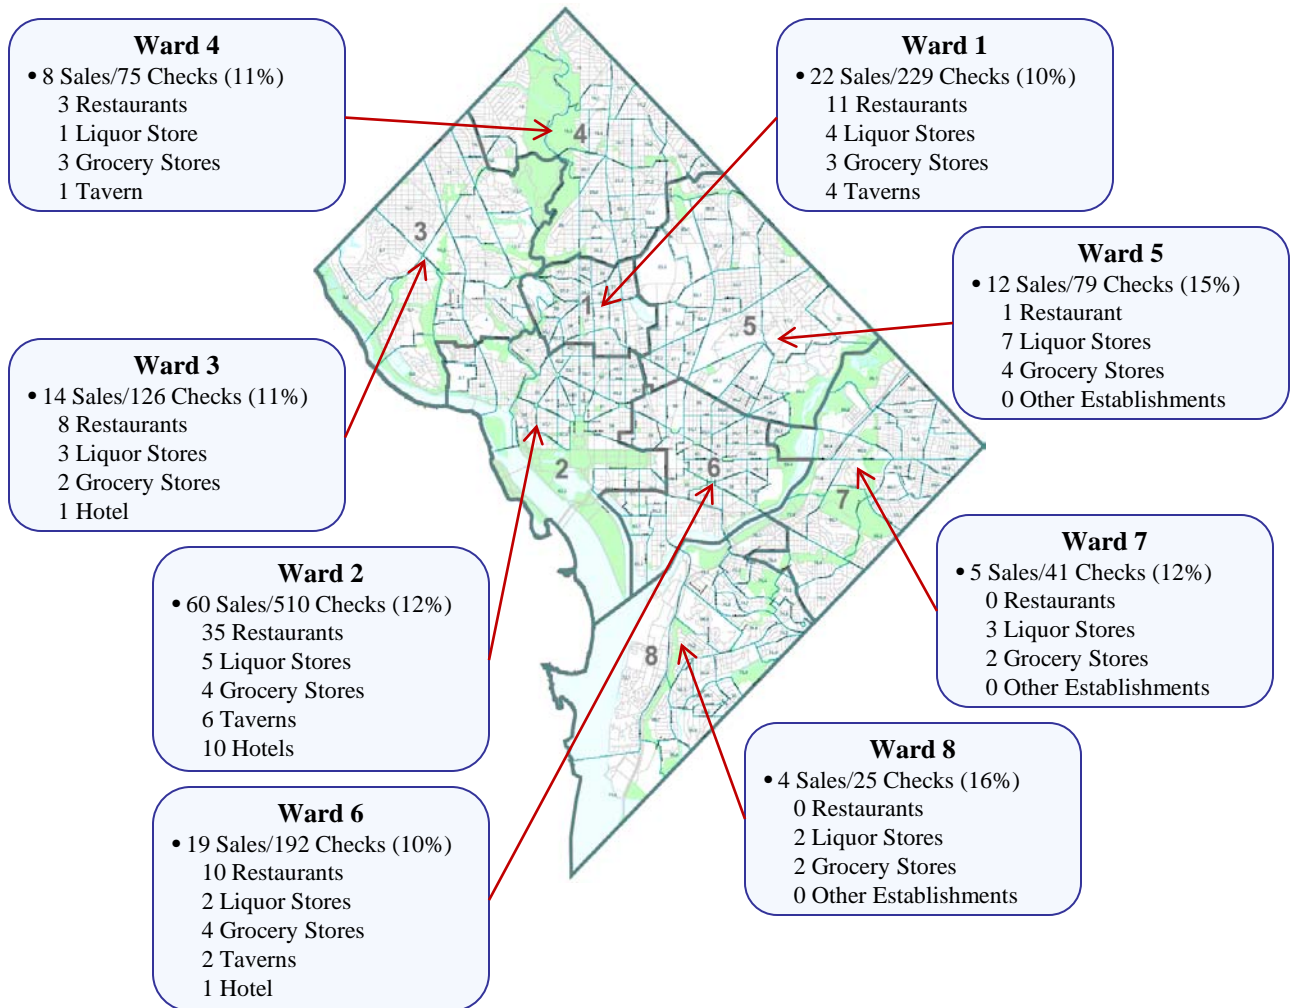 Ward 4
• 8 Sales/75 Checks (11%)
3 Restaurants
1 Liquor Store
3 Grocery Stores
1 Tavern
Ward 1
• 22 Sales/229 Checks (10%)
11 Restaurants
4 Liquor Stores
3 Grocery Stores
4 Taverns
Ward 5
• 12 Sales/79 Checks (15%)
1 Restaurant
7 Liquor Stores
4 Grocery Stores
0 Other Establishments
Ward 3
• 14 Sales/126 Checks (11%)
8 Restaurants
3 Liquor Stores
2 Grocery Stores
1 Hotel
Ward 7
• 5 Sales/41 Checks (12%)
0 Restaurants
3 Liquor Stores
2 Grocery Stores
0 Other Establishments
Ward 2
• 60 Sales/510 Checks (12%)
35 Restaurants
5 Liquor Stores
4 Grocery Stores
6 Taverns
10 Hotels
Ward 8
• 4 Sales/25 Checks (16%)
0 Restaurants
2 Liquor Stores
2 Grocery Stores
0 Other Establishments
Ward 6
• 19 Sales/192 Checks (10%)
10 Restaurants
2 Liquor Stores
4 Grocery Stores
2 Taverns
1 Hotel
4
3
1
5
2
6
7
8